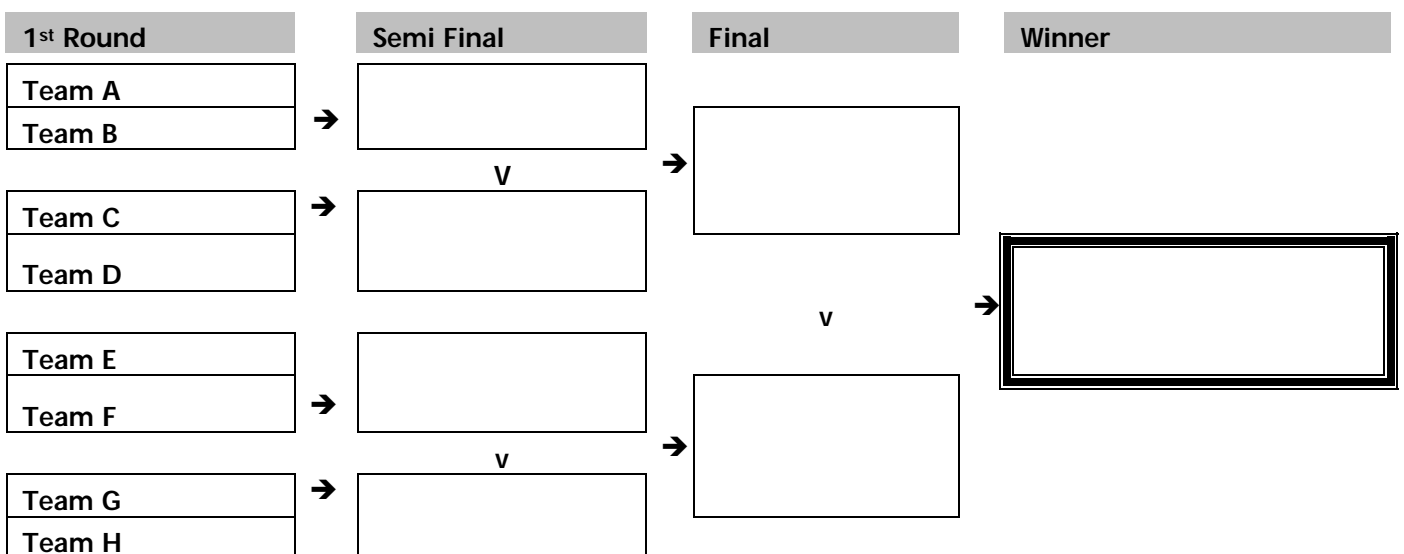 1st Round
Semi Final
Final
Winner
Team A
Team B
V
Team C
Team D
v
Team E
Team F
v
Team G
Team H